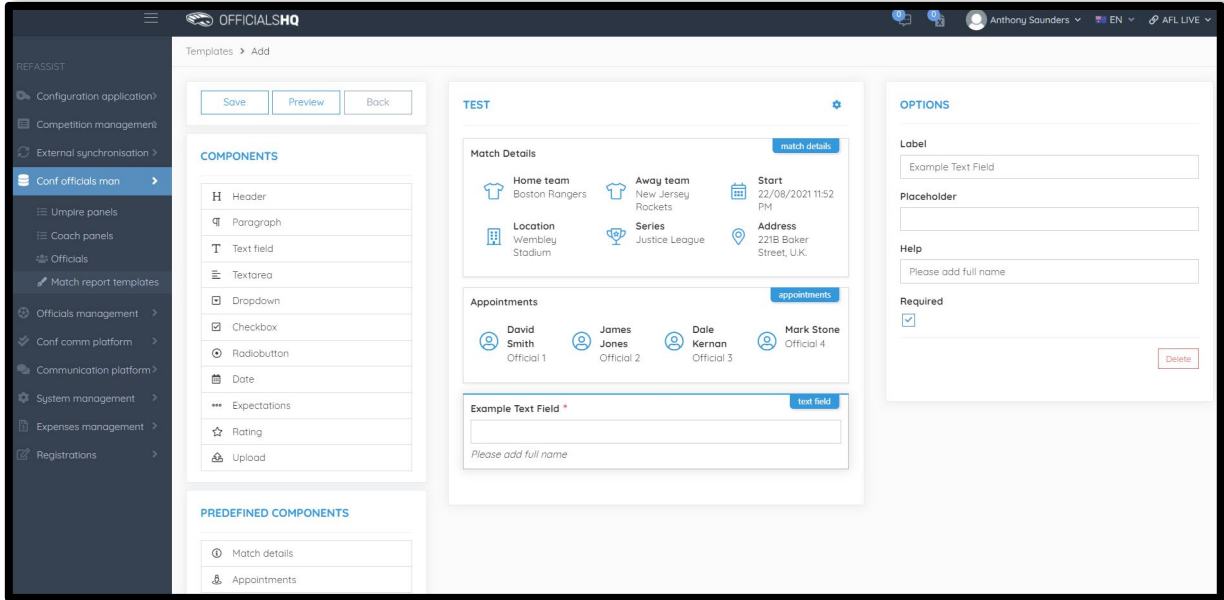 OFFICIALSHQ
0
0
Anthony Saunders
EN
AFL LIVE
Templates > Add
REFASSIST
Configuration application
Competition management
External synchronisation
Conf officials man
Umpire panels
Coach panels
Officials
Match report templates
Officials management
Conf comm platform
Communication platform
System management
Expenses management
Registrations
Save
Preview
Back
COMPONENTS
Header
Paragraph
Text field
Textarea
Dropdown
Checkbox
Radiobutton
Date
Expectations
Rating
Upload
PREDEFINED COMPONENTS
Match details
Appointments
TEST
match details
Match Details
Home team
Boston Rangers
Away team
New Jersey
Rockets
Start
22/08/2021 11:52
PM
Location
Wembley
Stadium
Series
Justice League
Address
221B Baker
Street, U.K.
appointments
Appointments
David
Smith
Official 1
James
Jones
Official 2
Dale
Kernan
Official 3
Mark Stone
Official 4
text field
Example Text Field *
Please add full name
OPTIONS
Label
Example Text Field
Placeholder
Help
Please add full name
Required
Delete